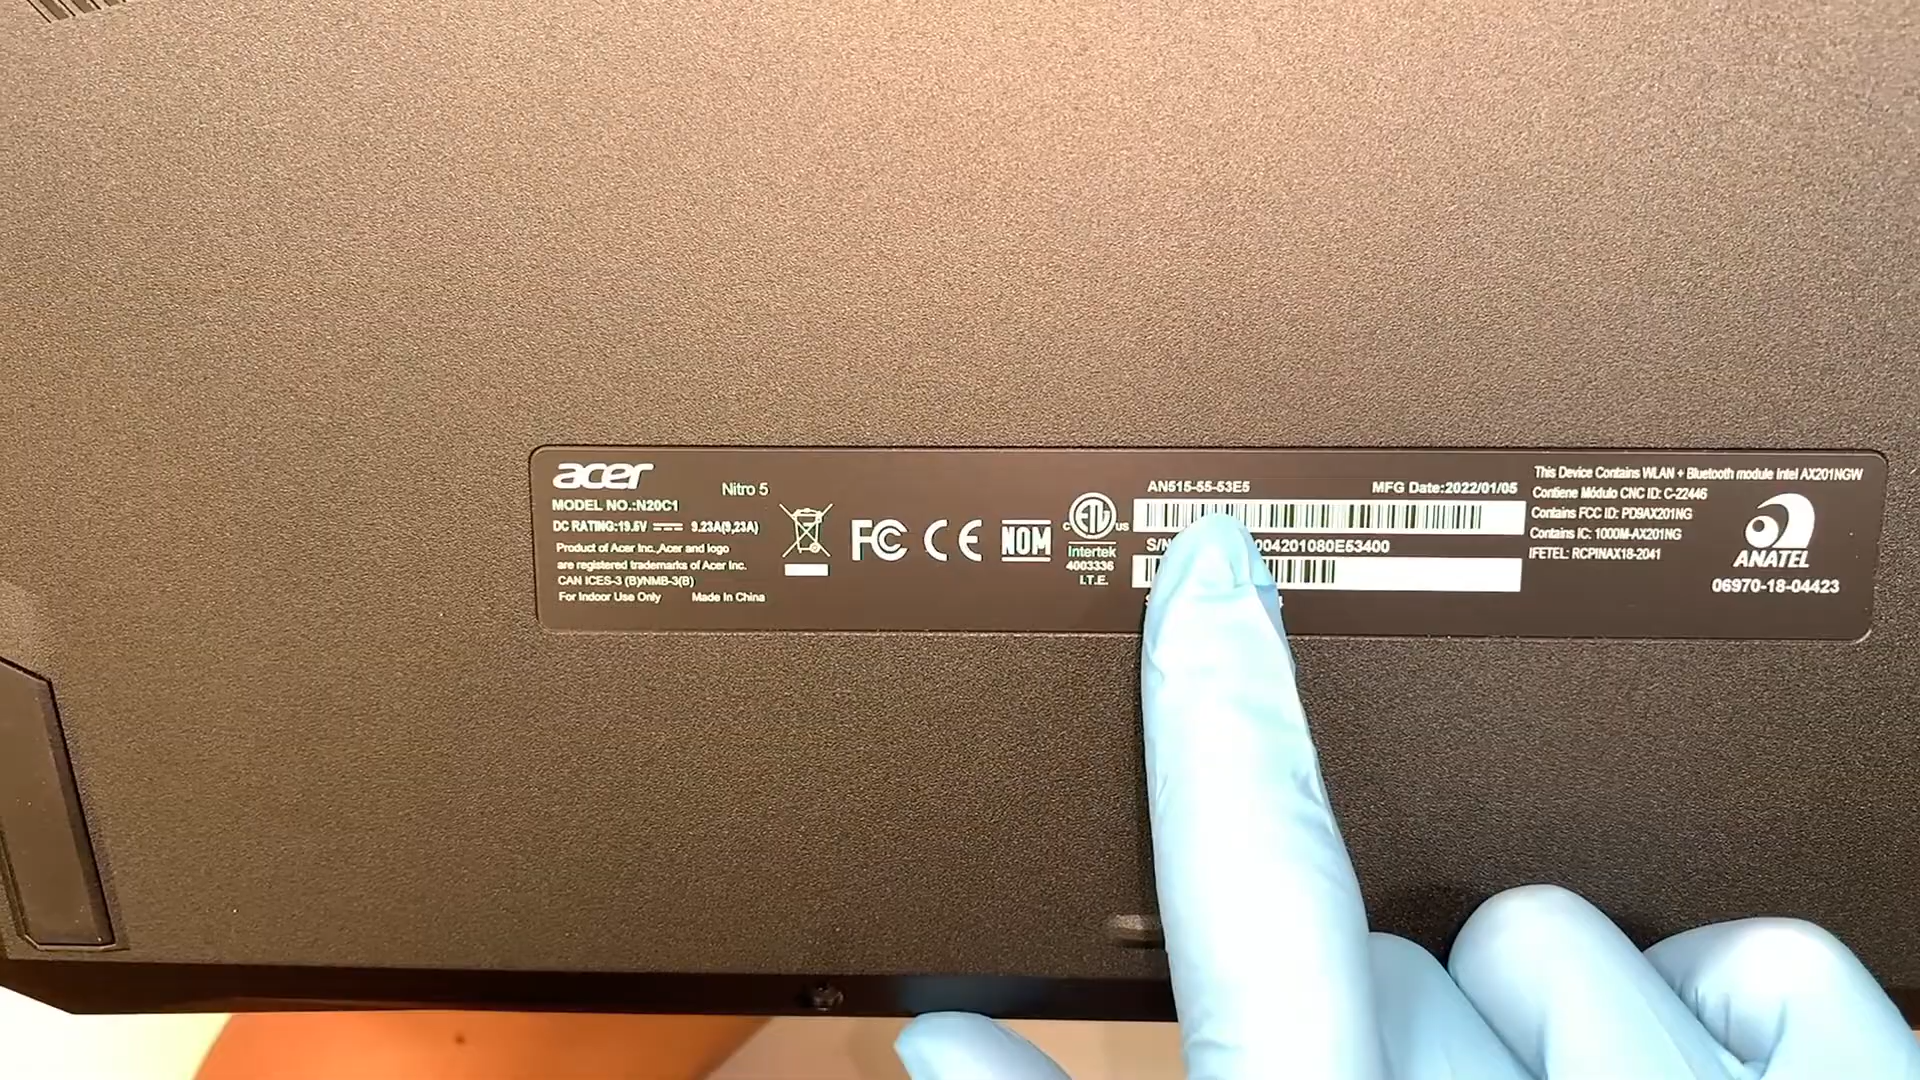 acer
Nitro 5
MODEL NO.:N20C1
DC RATING:19.5V 9.23A(9,23A)
Product of Acer Inc.,Acer and logo
are registered trademarks of Acer Inc.
CAN ICES-3 (B)/NMB-3(B)
For Indoor Use Only Made in China
FC CE NOM
c ETL us
Intertek
4003336
I.T.E.
AN515-55-53E5 MFG Date:2022/01/05
S/N 004201080E53400
This Device Contains WLAN + Bluetooth module Intel AX201NGW
Contiene Módulo CNC ID: C-22446
Contains FCC ID: PD9AX201NG
Contains IC: 1000M-AX201NG
IFETEL: RCPINAX18-2041
ANATEL
06970-18-04423